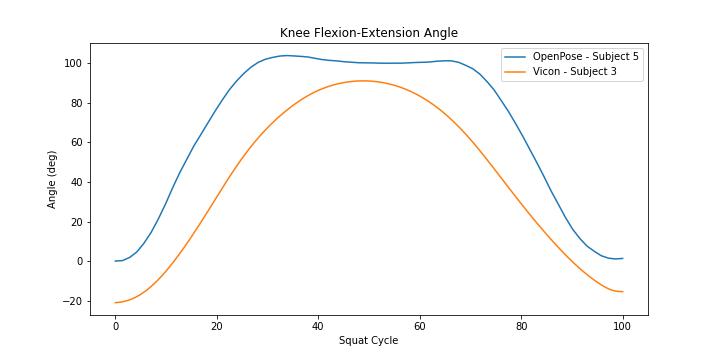 Knee Flexion-Extension Angle
OpenPose - Subject 5
Vicon - Subject 3
Angle (deg)
100
80
60
40
20
0
−20
0 20 40 60 80 100
Squat Cycle